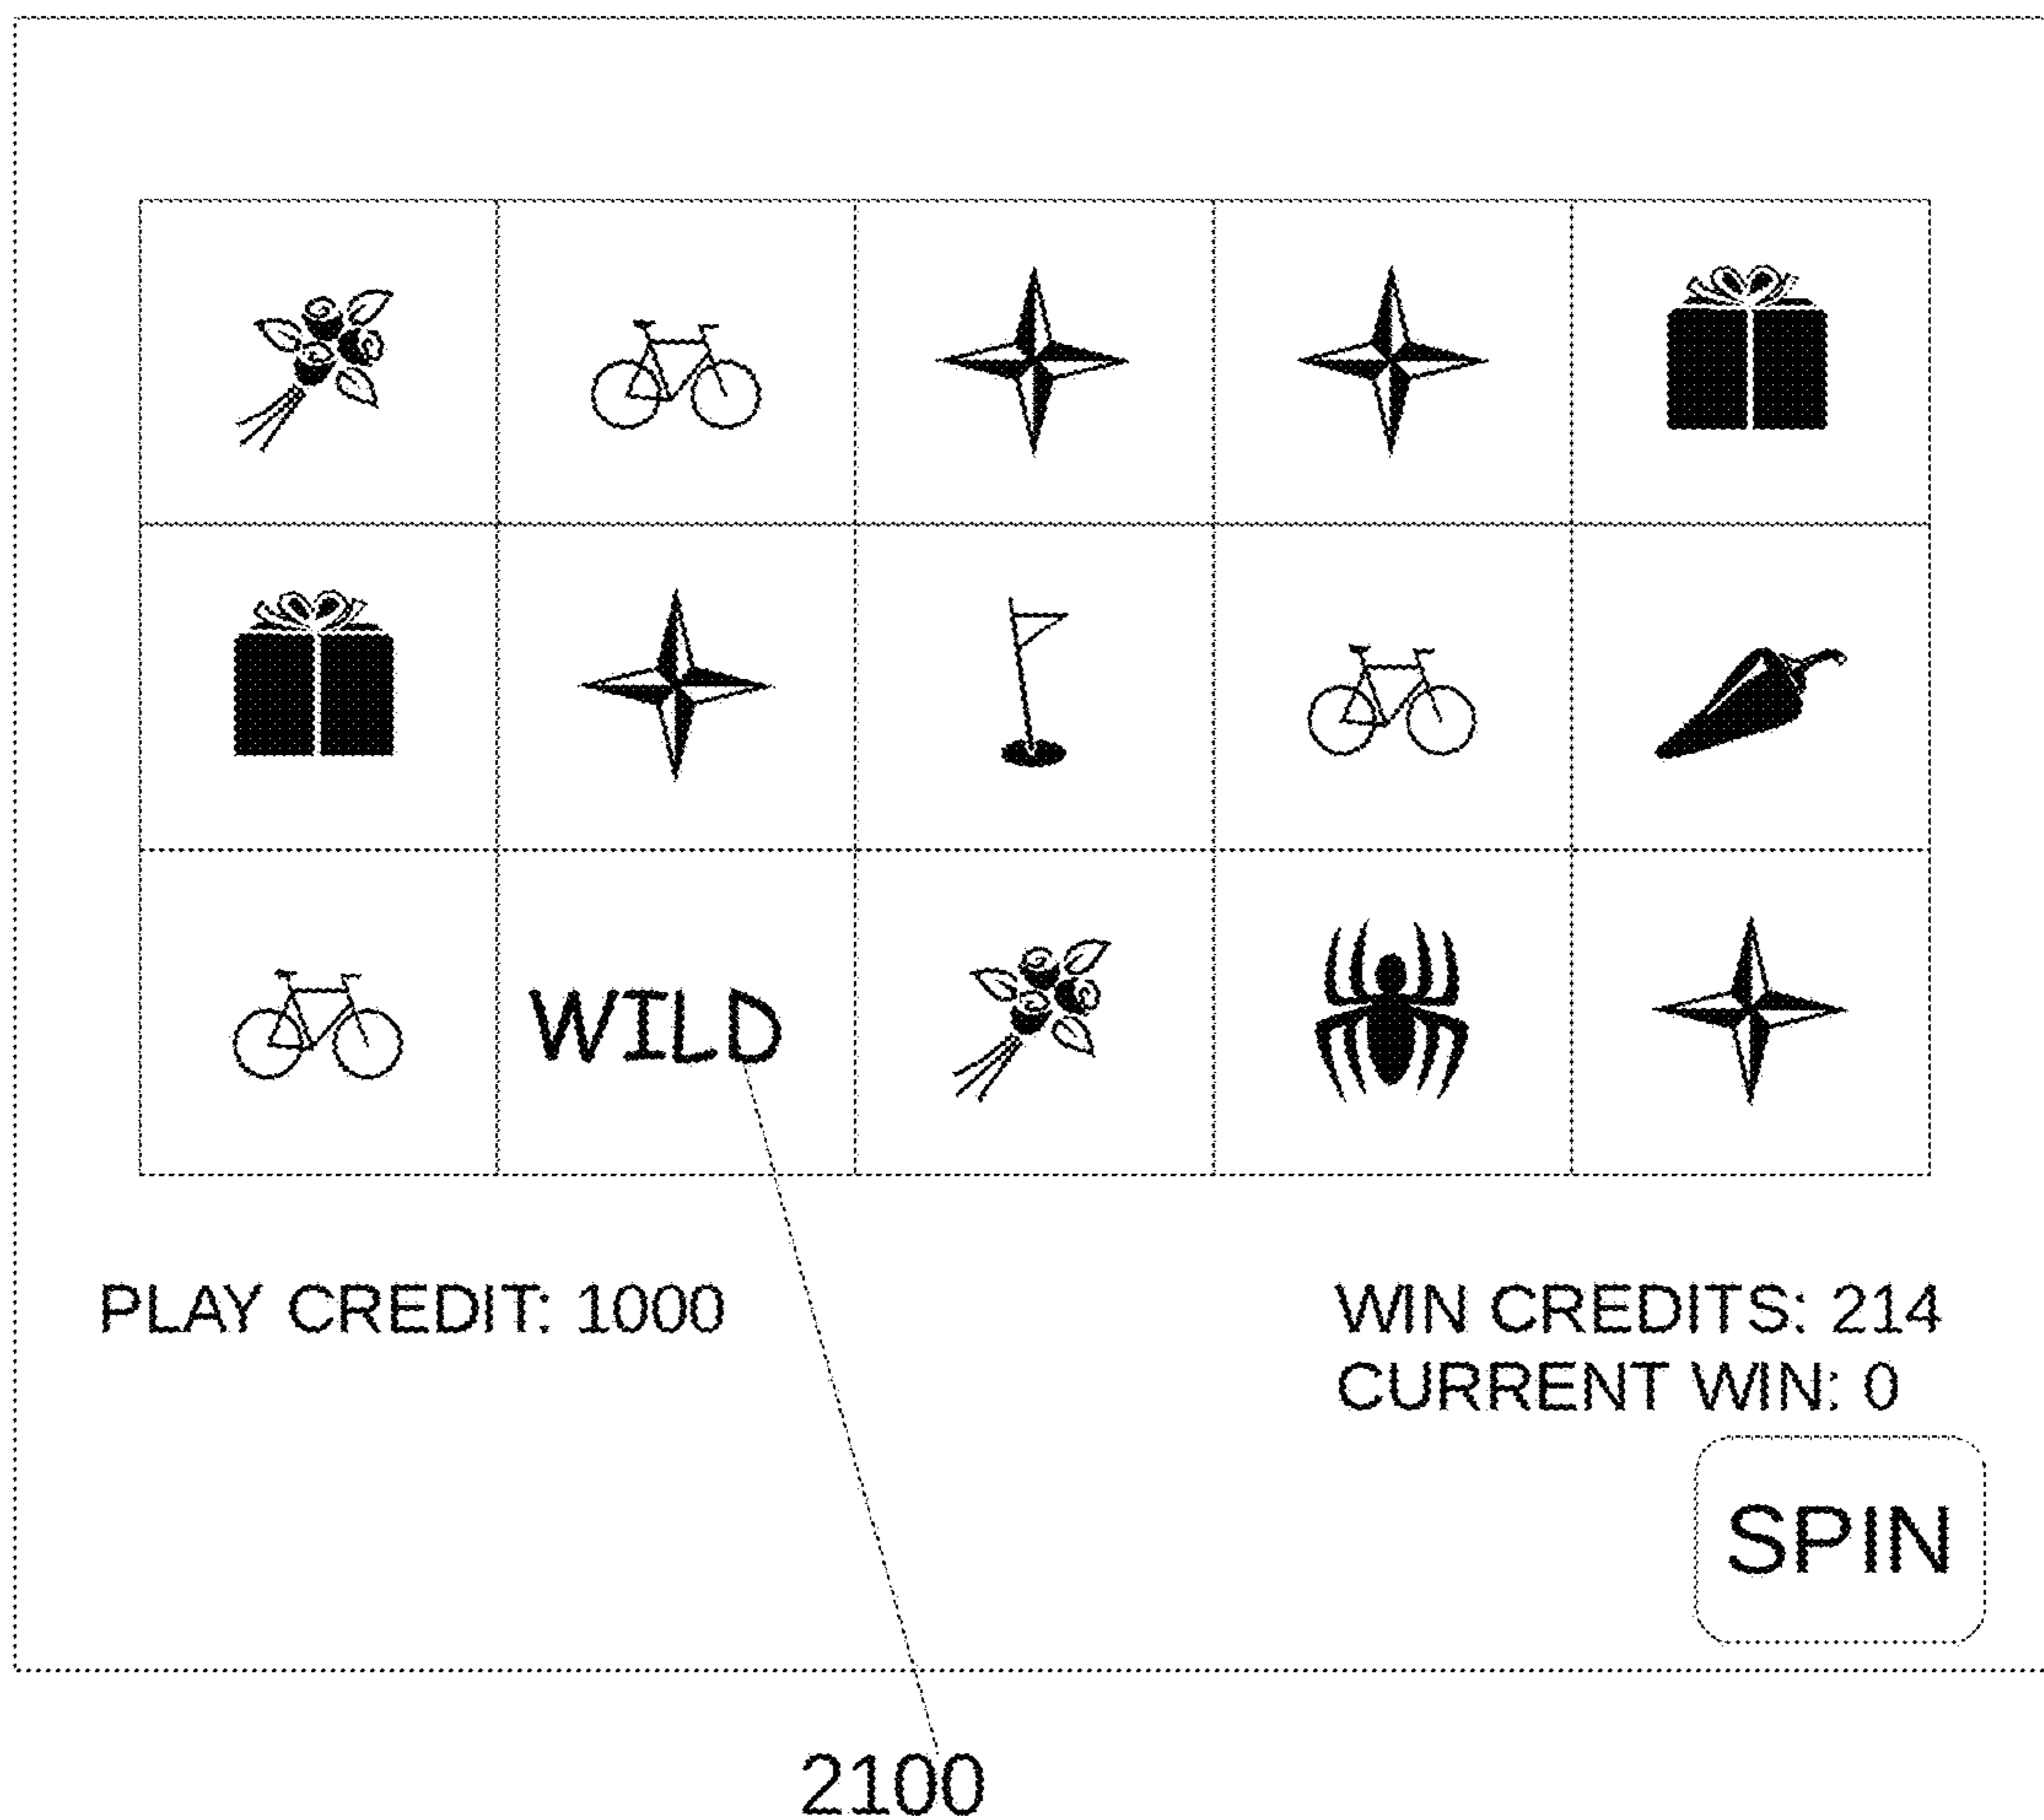 WILD
PLAY CREDIT: 1000
WIN CREDITS: 214
CURRENT WIN: 0
SPIN
2100